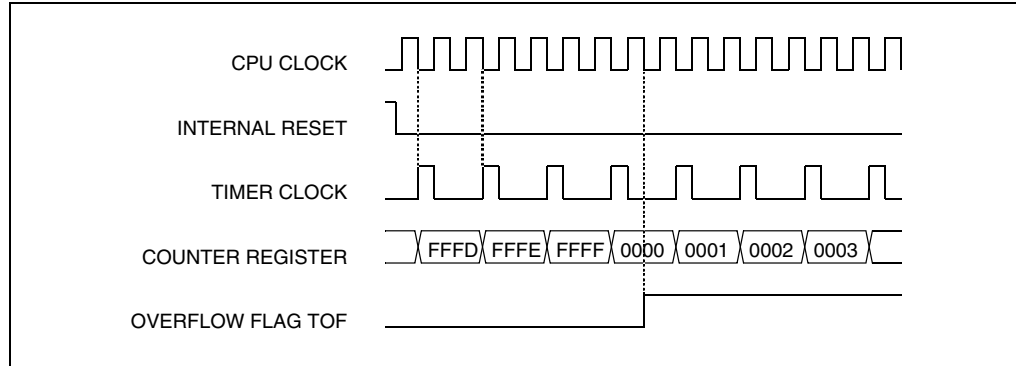 CPU CLOCK
INTERNAL RESET
TIMER CLOCK
COUNTER REGISTER FFFD FFFE FFFF 0000 0001 0002 0003
OVERFLOW FLAG TOF